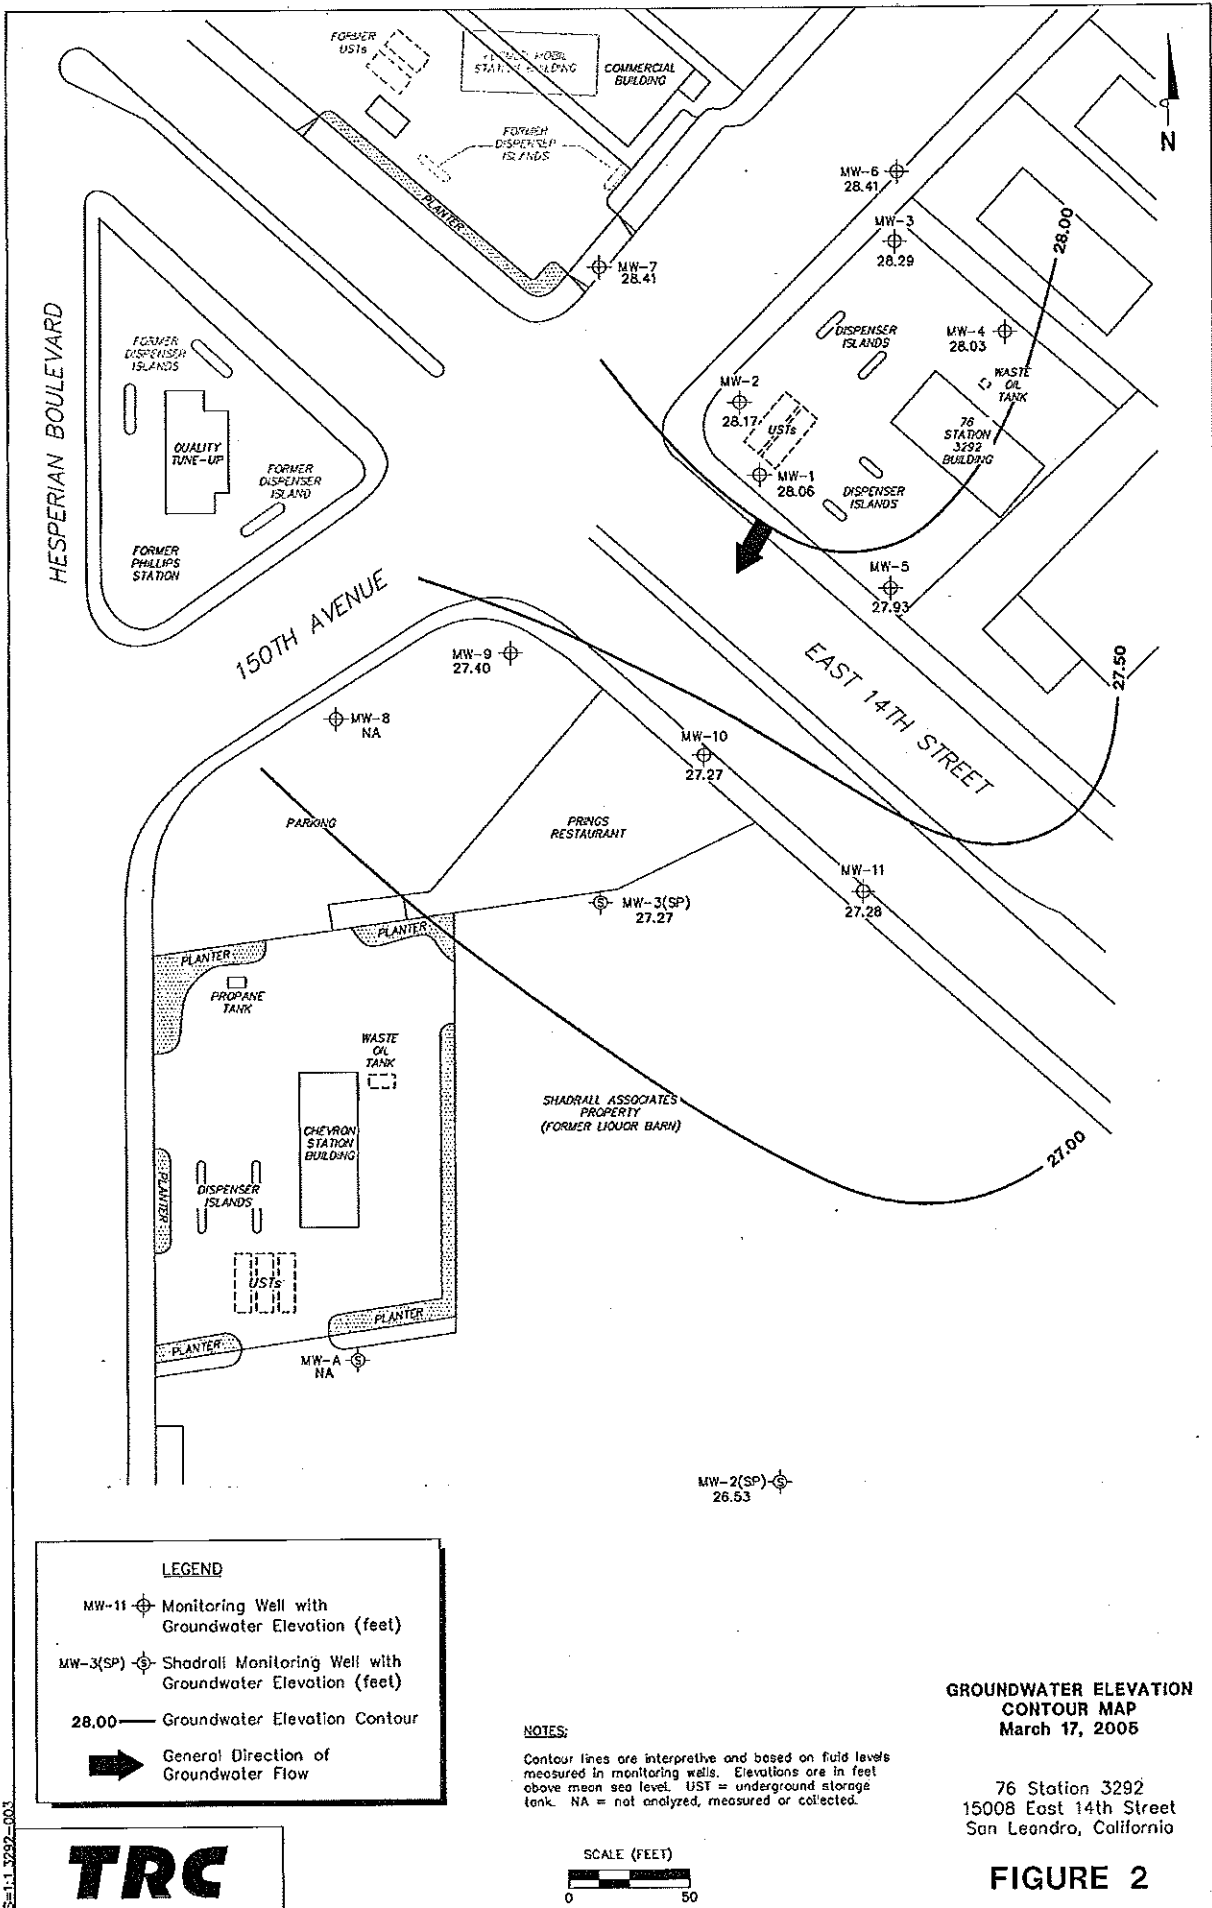 FORMER
USTs
FORMER MOBIL
STATION BUILDING
COMMERCIAL
BUILDING
FORMER
DISPENSER
ISLANDS
PLANTER
N
MW-6
28.41
MW-3
28.29
28.00
MW-7
28.41
HESPERIAN BOULEVARD
FORMER
DISPENSER
ISLANDS
DISPENSER
ISLANDS
MW-4
28.03
WASTE
OIL
TANK
MW-2
28.17
USTs
76
STATION
3292
BUILDING
QUALITY
TUNE-UP
FORMER
DISPENSER
ISLAND
MW-1
28.06
DISPENSER
ISLANDS
FORMER
PHILLIPS
STATION
MW-5
27.93
150TH AVENUE
MW-9
27.40
EAST 14TH STREET
27.50
MW-8
NA
MW-10
27.27
PARKING
PRINGS
RESTAURANT
MW-11
27.28
MW-3(SP)
27.27
PLANTER
PLANTER
PROPANE
TANK
WASTE
OIL
TANK
SHADRALL ASSOCIATES
PROPERTY
(FORMER LIQUOR BARN)
CHEVRON
STATION
BUILDING
27.00
PLANTER
DISPENSER
ISLANDS
USTs
PLANTER
PLANTER
MW-A
NA
MW-2(SP)
26.53
LEGEND
MW-11 Monitoring Well with
Groundwater Elevation (feet)
MW-3(SP) S Shadrall Monitoring Well with
Groundwater Elevation (feet)
28.00 Groundwater Elevation Contour
General Direction of
Groundwater Flow
NOTES:
Contour lines are interpretive and based on fluid levels
measured in monitoring wells. Elevations are in feet
above mean sea level. UST = underground storage
tank. NA = not analyzed, measured or collected.
GROUNDWATER ELEVATION
CONTOUR MAP
March 17, 2005
76 Station 3292
15008 East 14th Street
San Leandro, California
FIGURE 2
SCALE (FEET)
0 50
TRC
S=1:1 3292-003